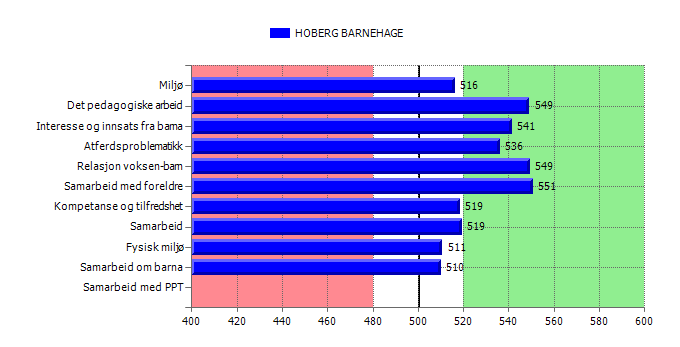 HOBERG BARNEHAGE
Miljø 516
Det pedagogiske arbeid 549
Interesse og innsats fra barna 541
Atferdsproblematikk 536
Relasjon voksen-barn 549
Samarbeid med foreldre 551
Kompetanse og tilfredshet 519
Samarbeid 519
Fysisk miljø 511
Samarbeid om barna 510
Samarbeid med PPT
400 420 440 460 480 500 520 540 560 580 600